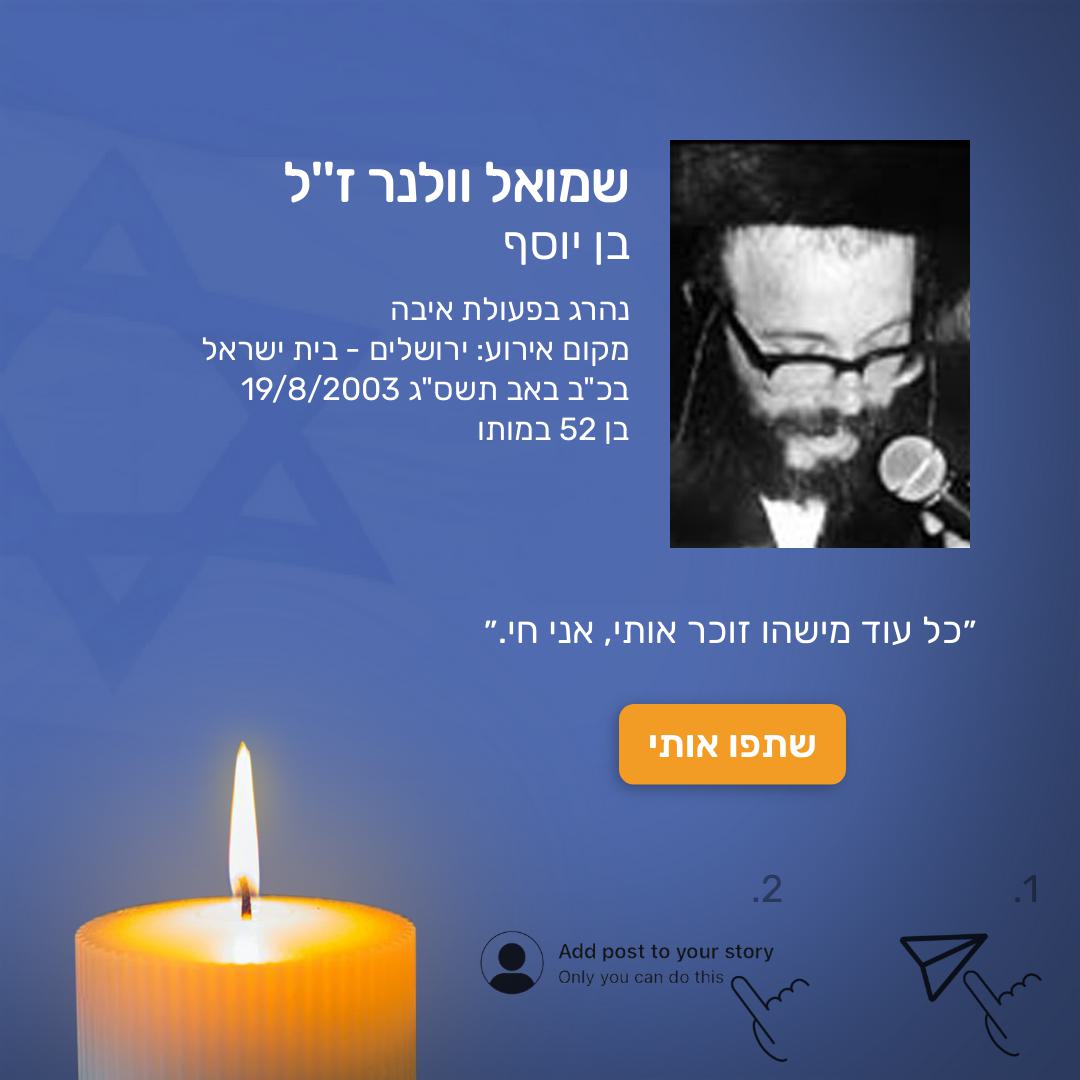 שמואל וולנר ז"ל
בן יוסף
נהרג בפעולת איבה
מקום אירוע: ירושלים - בית ישראל
בכ"ב באב תשס"ג 19/8/2003
בן 52 במותו
״כל עוד מישהו זוכר אותי, אני חי.״
שתפו אותי
1.
2.
Add post to your story
Only you can do this